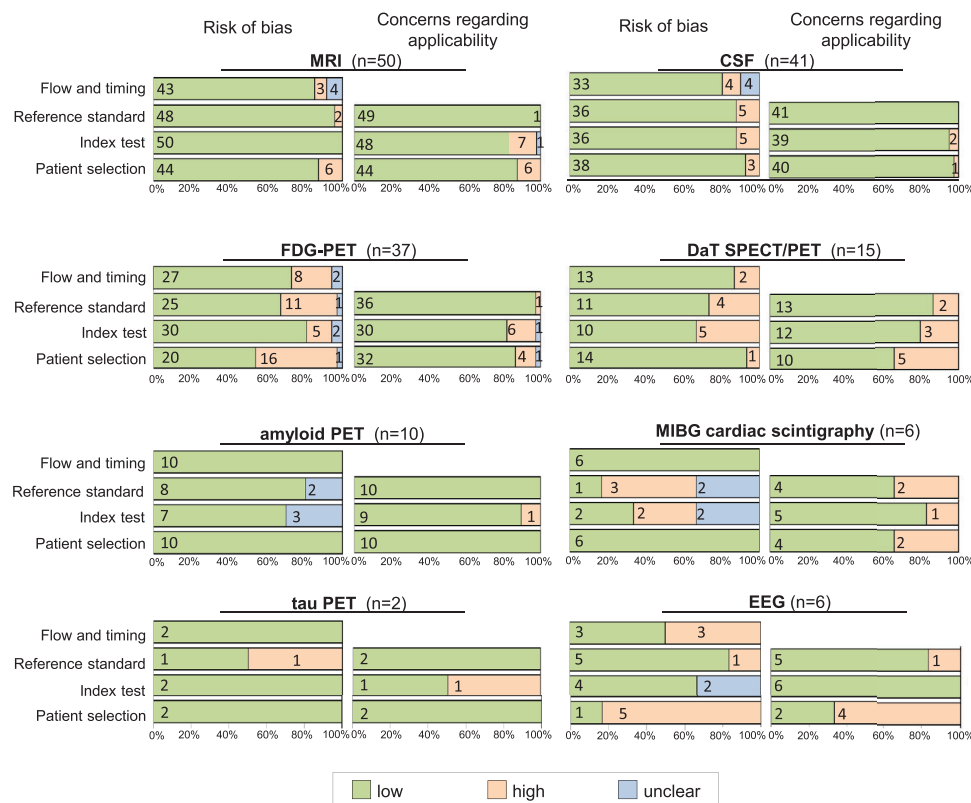 Risk of bias
Concerns regarding applicability
Risk of bias
Concerns regarding applicability
MRI (n=50)
Flow and timing 43 3 4
Reference standard 48 2 49 1
Index test 50 48 7 1
Patient selection 44 6 44 6
0% 20% 40% 60% 80% 100% 0% 20% 40% 60% 80% 100%
CSF (n=41)
33 4 4
36 5 41
36 5 39 2
38 3 40 1
0% 20% 40% 60% 80% 100% 0% 20% 40% 60% 80% 100%
FDG-PET (n=37)
Flow and timing 27 8 2
Reference standard 25 11 1 36 1
Index test 30 5 2 30 6 1
Patient selection 20 16 1 32 4 1
0% 20% 40% 60% 80% 100% 0% 20% 40% 60% 80% 100%
DaT SPECT/PET (n=15)
13 2
11 4 13 2
10 5 12 3
14 1 10 5
0% 20% 40% 60% 80% 100% 0% 20% 40% 60% 80% 100%
amyloid PET (n=10)
Flow and timing 10
Reference standard 8 2 10
Index test 7 3 9 1
Patient selection 10 10
0% 20% 40% 60% 80% 100% 0% 20% 40% 60% 80% 100%
MIBG cardiac scintigraphy (n=6)
6
1 3 2 4 2
2 2 2 5 1
6 4 2
0% 20% 40% 60% 80% 100% 0% 20% 40% 60% 80% 100%
tau PET (n=2)
Flow and timing 2
Reference standard 1 1 2
Index test 2 1 1
Patient selection 2 2
0% 20% 40% 60% 80% 100% 0% 20% 40% 60% 80% 100%
EEG (n=6)
3 3
5 1 5 1
4 2 6
1 5 2 4
0% 20% 40% 60% 80% 100% 0% 20% 40% 60% 80% 100%
low high unclear